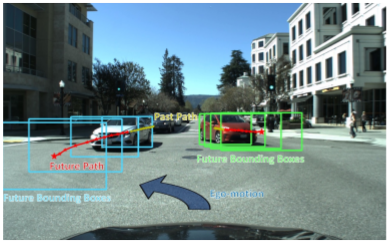 Past Path
Future Path
Future Bounding Boxes
Ego-motion
Future Bounding Boxes